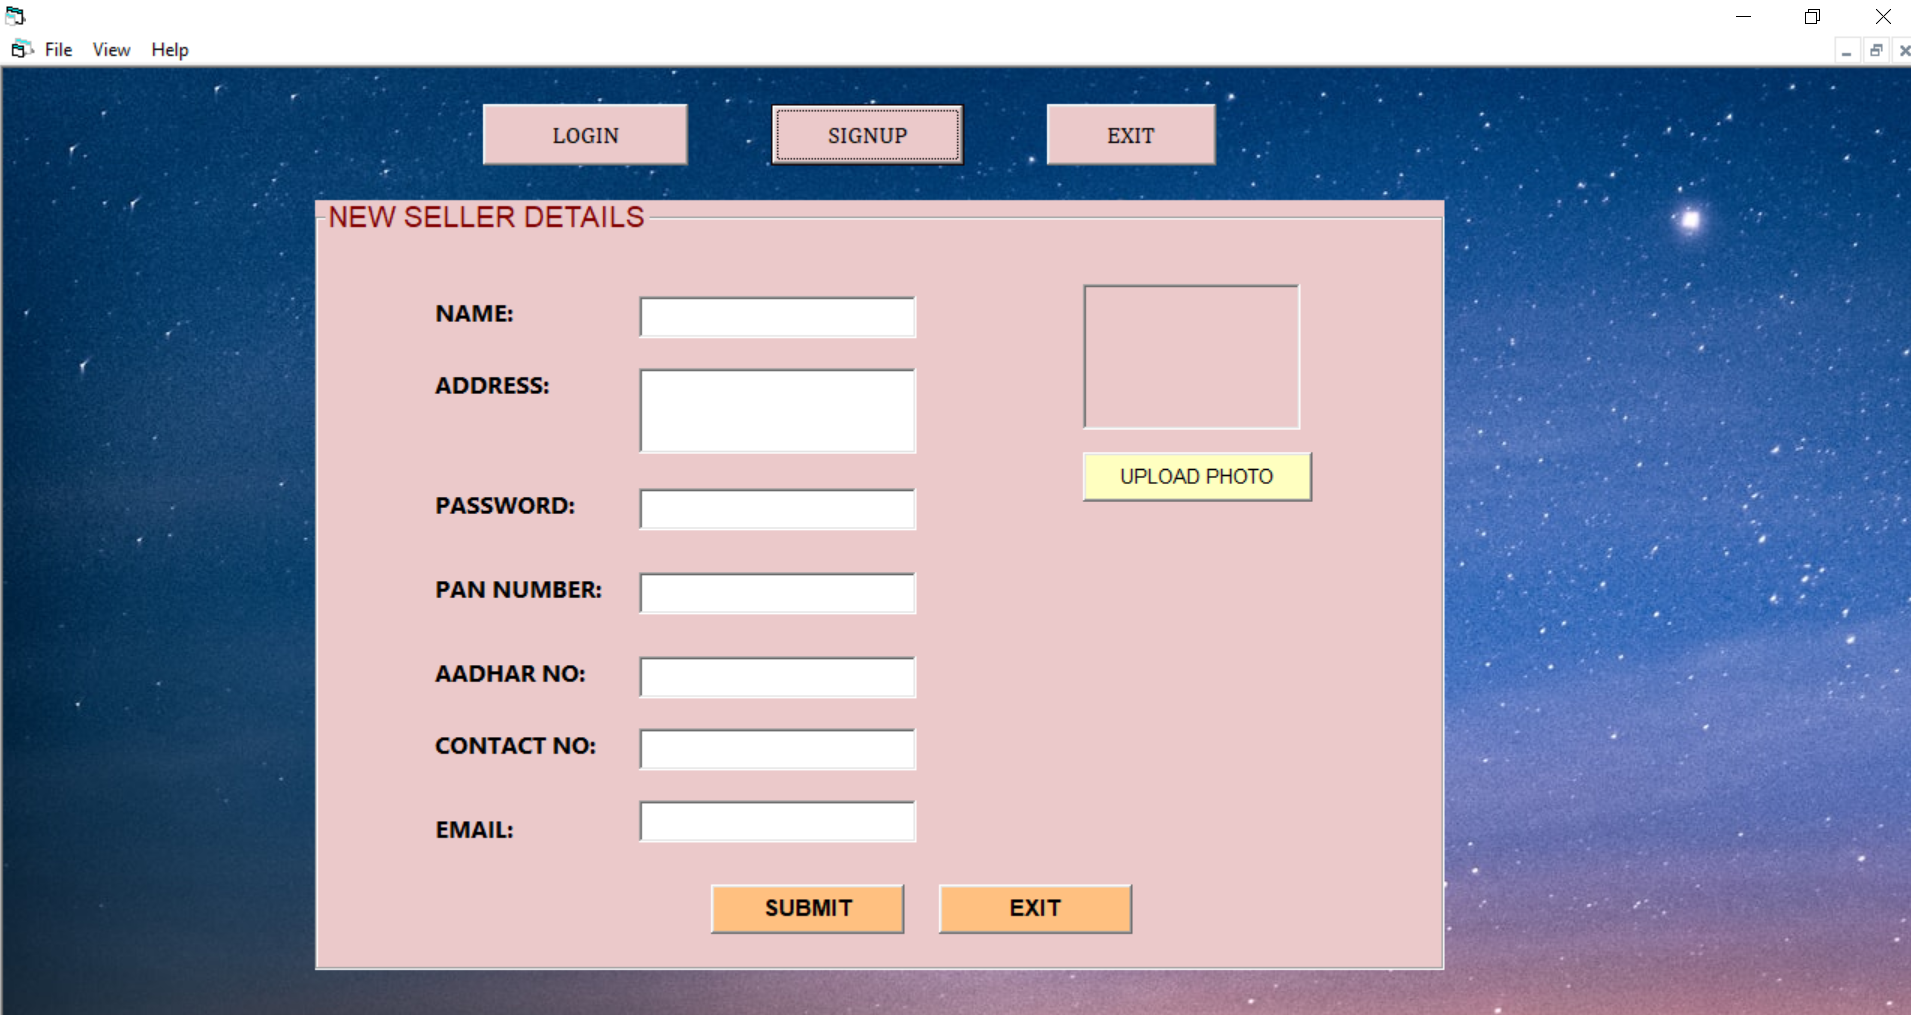 File View Help
LOGIN SIGNUP EXIT
NEW SELLER DETAILS
NAME:
ADDRESS:
UPLOAD PHOTO
PASSWORD:
PAN NUMBER:
AADHAR NO:
CONTACT NO:
EMAIL:
SUBMIT EXIT